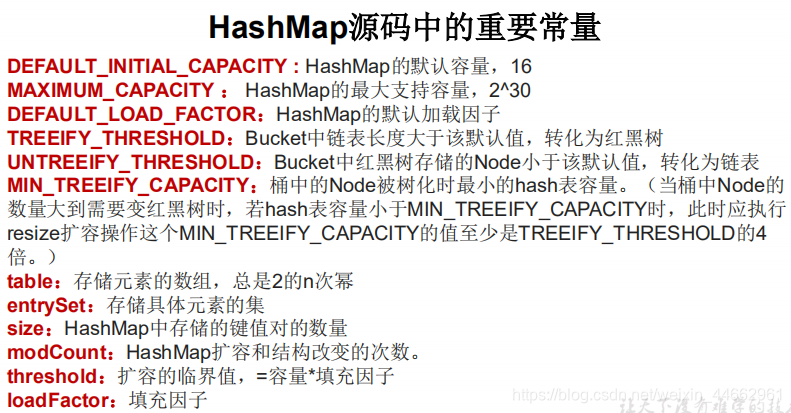 HashMap源码中的重要常量
DEFAULT_INITIAL_CAPACITY : HashMap的默认容量，16
MAXIMUM_CAPACITY ： HashMap的最大支持容量，2^30
DEFAULT_LOAD_FACTOR：HashMap的默认加载因子
TREEIFY_THRESHOLD：Bucket中链表长度大于该默认值，转化为红黑树
UNTREEIFY_THRESHOLD：Bucket中红黑树存储的Node小于该默认值，转化为链表
MIN_TREEIFY_CAPACITY：桶中的Node被树化时最小的hash表容量。（当桶中Node的
数量大到需要变红黑树时，若hash表容量小于MIN_TREEIFY_CAPACITY时，此时应执行
resize扩容操作这个MIN_TREEIFY_CAPACITY的值至少是TREEIFY_THRESHOLD的4
倍。）
table：存储元素的数组，总是2的n次幂
entrySet：存储具体元素的集
size：HashMap中存储的键值对的数量
modCount：HashMap扩容和结构改变的次数。
threshold：扩容的临界值，=容量*填充因子
loadFactor：填充因子
https://blog.csdn.net/weixin_44662961
让天下没有难学的技